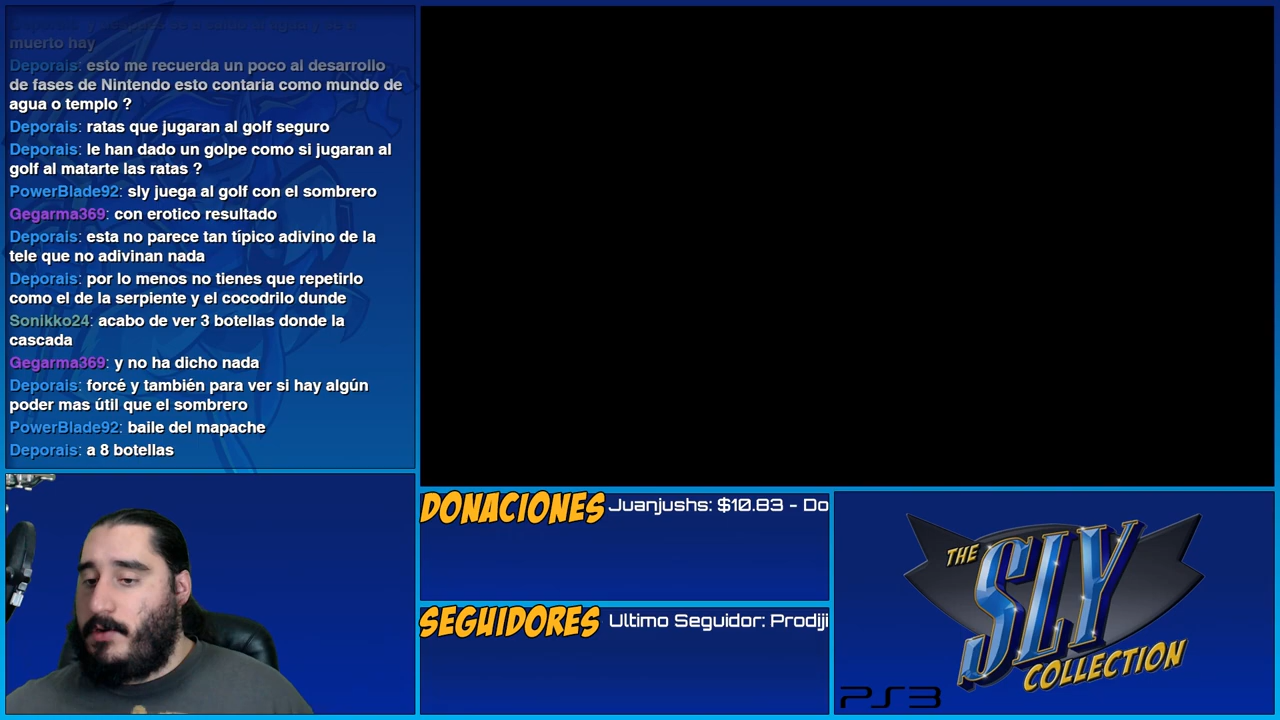 muerto hay
Deporais: esto me recuerda un poco al desarrollo
de fases de Nintendo esto contaria como mundo de
agua o templo ?
Deporais: ratas que jugaran al golf seguro
Deporais: le han dado un golpe como si jugaran al
golf al matarte las ratas ?
PowerBlade92: sly juega al golf con el sombrero
Gegarma369: con erotico resultado
Deporais: esta no parece tan típico adivino de la
tele que no adivinan nada
Deporais: por lo menos no tienes que repetirlo
como el de la serpiente y el cocodrilo dunde
Sonikko24: acabo de ver 3 botellas donde la
cascada
Gegarma369: y no ha dicho nada
Deporais: forcé y también para ver si hay algún
poder mas útil que el sombrero
PowerBlade92: baile del mapache
Deporais: a 8 botellas
DONACIONES Juanjushs: $10.83 - Do
SEGUIDORES Ultimo Seguidor: Prodiji
THE
SLY
COLLECTION
PS3